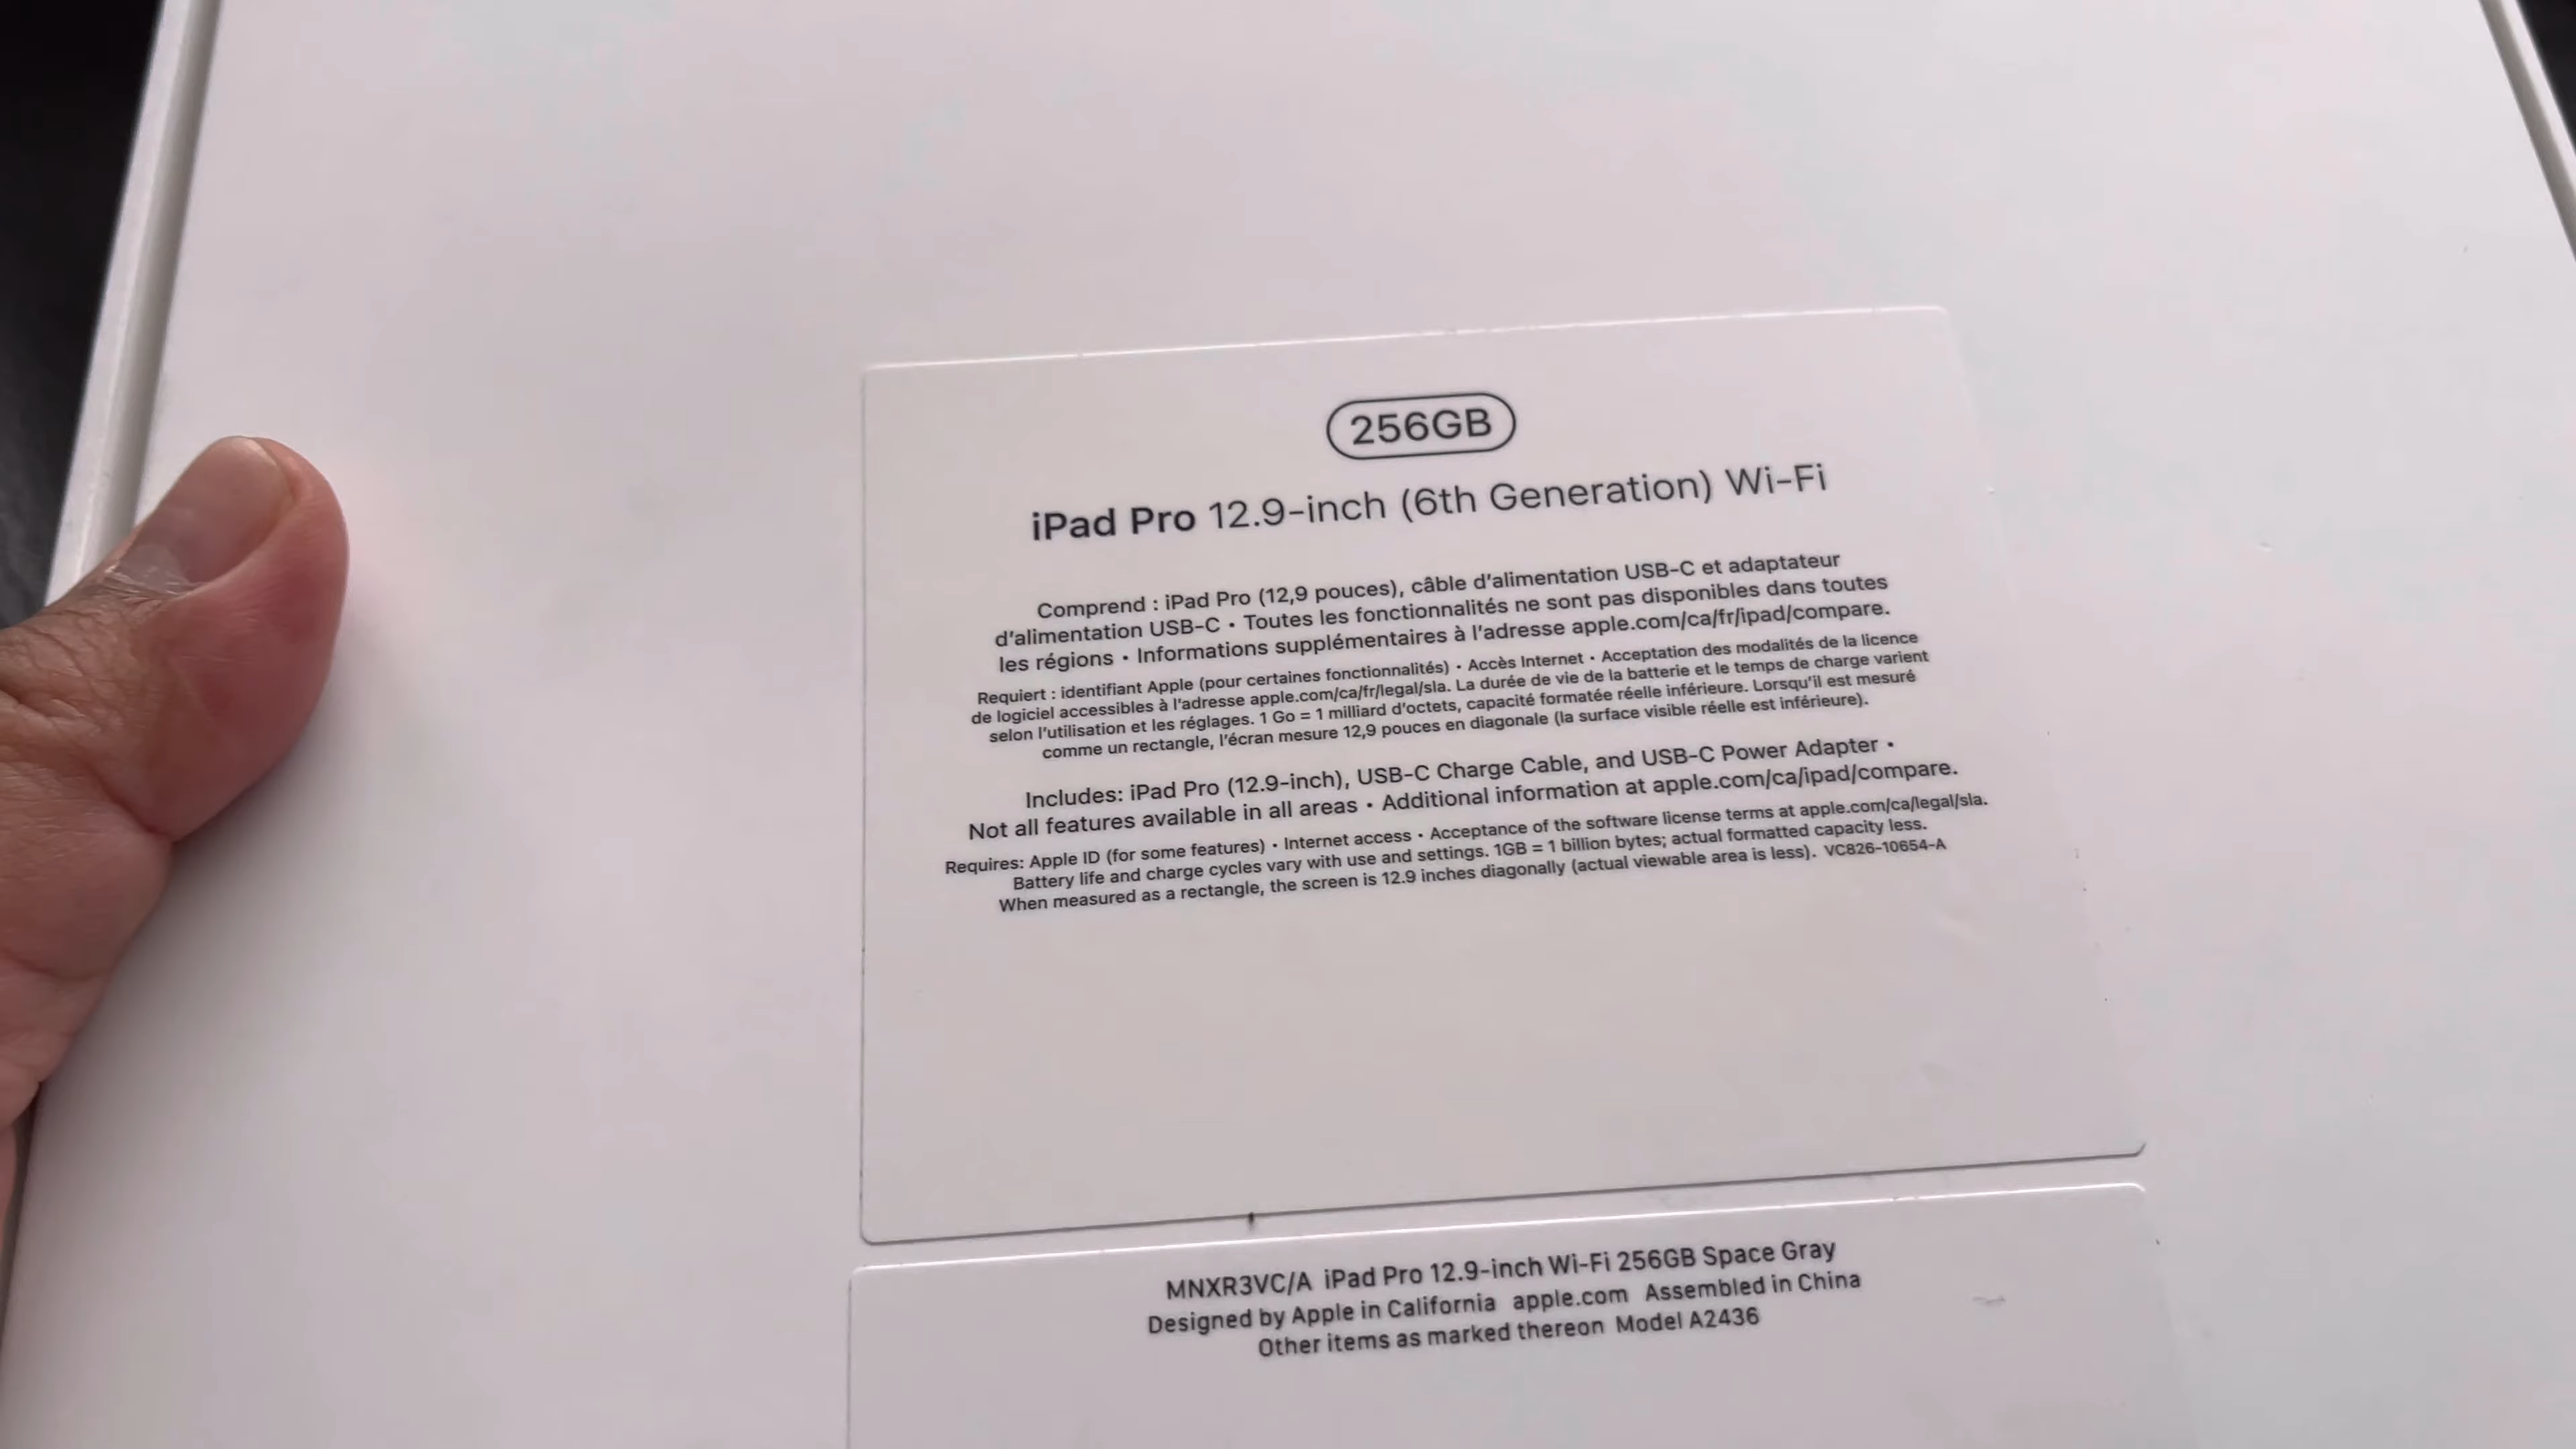 256GB
iPad Pro 12.9-inch (6th Generation) Wi-Fi
Comprend : iPad Pro (12,9 pouces), câble d'alimentation USB-C et adaptateur
d'alimentation USB-C • Toutes les fonctionnalités ne sont pas disponibles dans toutes
les régions • Informations supplémentaires à l'adresse apple.com/ca/fr/ipad/compare.
Requiert : identifiant Apple (pour certaines fonctionnalités) • Accès Internet • Acceptation des modalités de la licence
de logiciel accessibles à l'adresse apple.com/ca/fr/legal/sla. La durée de vie de la batterie et le temps de charge varient
selon l'utilisation et les réglages. 1 Go = 1 milliard d'octets, capacité formatée réelle inférieure. Lorsqu'il est mesuré
comme un rectangle, l'écran mesure 12,9 pouces en diagonale (la surface visible réelle est inférieure).
Includes: iPad Pro (12.9-inch), USB-C Charge Cable, and USB-C Power Adapter •
Not all features available in all areas • Additional information at apple.com/ca/ipad/compare.
Requires: Apple ID (for some features) • Internet access • Acceptance of the software license terms at apple.com/ca/legal/sla.
Battery life and charge cycles vary with use and settings. 1GB = 1 billion bytes; actual formatted capacity less.
When measured as a rectangle, the screen is 12.9 inches diagonally (actual viewable area is less). VC826-10654-A
MNXR3VC/A iPad Pro 12.9-inch Wi-Fi 256GB Space Gray
Designed by Apple in California apple.com Assembled in China
Other items as marked thereon Model A2436